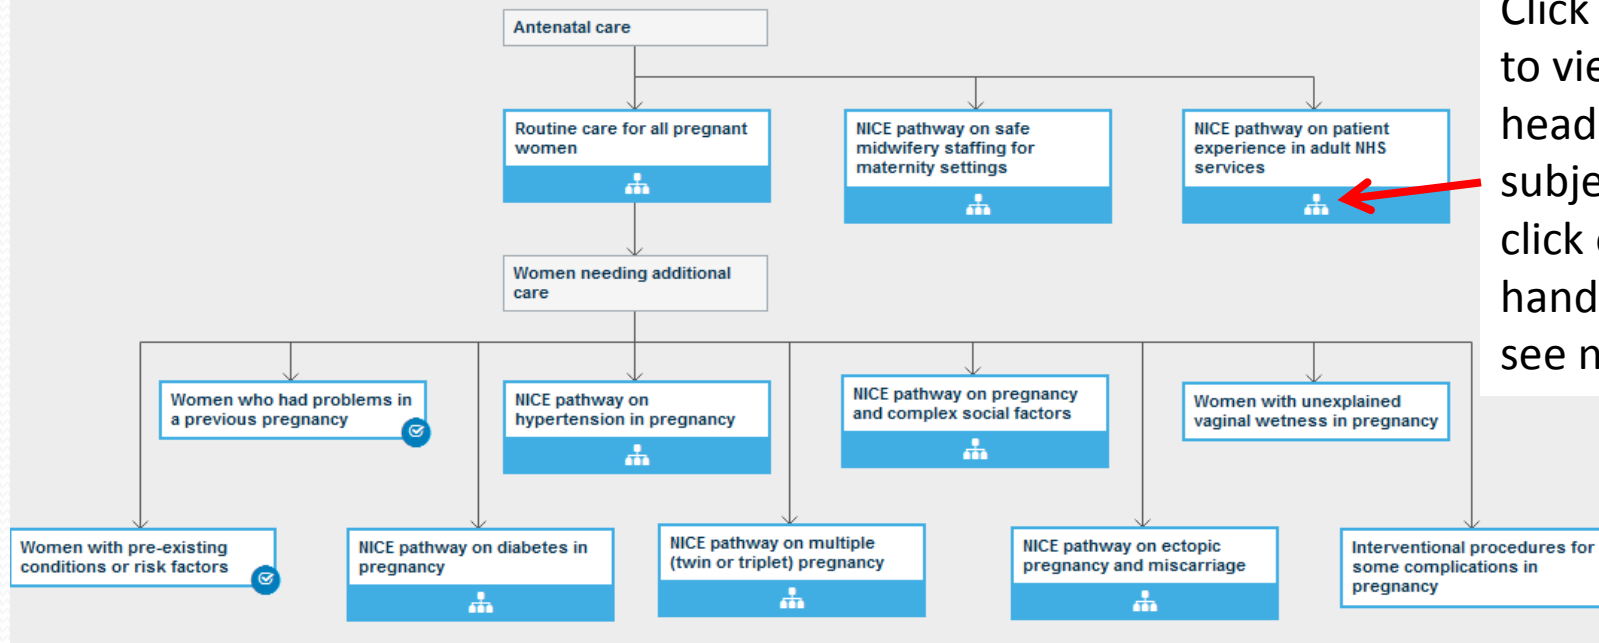 Antenatal care
Routine care for all pregnant
women
NICE pathway on safe
midwifery staffing for
maternity settings
NICE pathway on patient
experience in adult NHS
services
Click
to vie
head
subje
click
hand
see n
Women needing additional
care
Women who had problems in
a previous pregnancy
NICE pathway on
hypertension in pregnancy
NICE pathway on pregnancy
and complex social factors
Women with unexplained
vaginal wetness in pregnancy
Women with pre-existing
conditions or risk factors
NICE pathway on diabetes in
pregnancy
NICE pathway on multiple
(twin or triplet) pregnancy
NICE pathway on ectopic
pregnancy and miscarriage
Interventional procedures for
some complications in
pregnancy